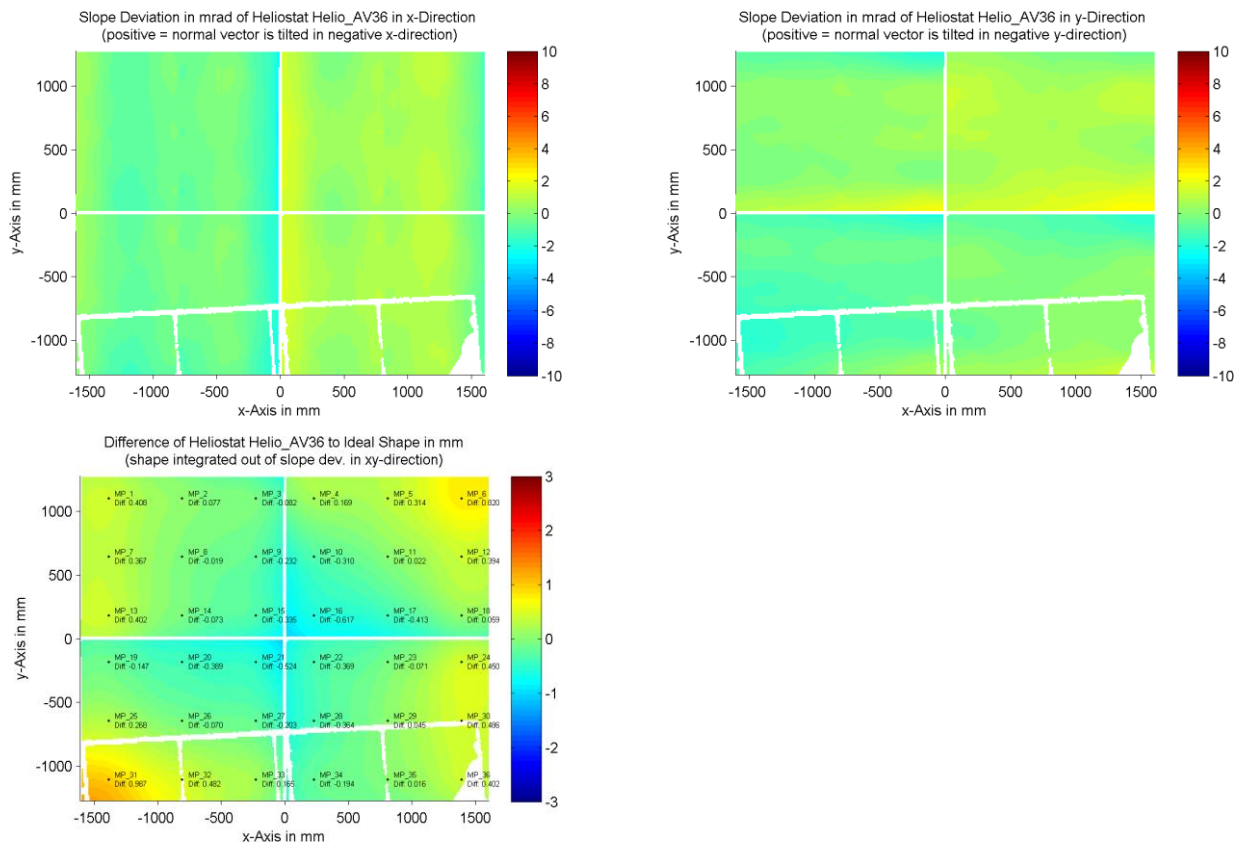 Slope Deviation in mrad of Heliostat Helio_AV36 in x-Direction
(positive = normal vector is tilted in negative x-direction)
1000
500
0
-500
-1000
y-Axis in mm
-1500 -1000 -500 0 500 1000 1500
x-Axis in mm
10
8
6
4
2
0
-2
-4
-6
-8
-10
Slope Deviation in mrad of Heliostat Helio_AV36 in y-Direction
(positive = normal vector is tilted in negative y-direction)
1000
500
0
-500
-1000
y-Axis in mm
-1500 -1000 -500 0 500 1000 1500
x-Axis in mm
10
8
6
4
2
0
-2
-4
-6
-8
-10
Difference of Heliostat Helio_AV36 to Ideal Shape in mm
(shape integrated out of slope dev. in xy-direction)
1000
500
0
-500
-1000
y-Axis in mm
MP_1 MP_2 MP_3 MP_4 MP_5 MP_6
Diff: 0.408 Diff: 0.077 Diff: -0.082 Diff: 0.169 Diff: 0.314 Diff: 0.820
MP_7 MP_8 MP_9 MP_10 MP_11 MP_12
Diff: 0.367 Diff: -0.019 Diff: -0.232 Diff: -0.310 Diff: 0.022 Diff: 0.394
MP_13 MP_14 MP_15 MP_16 MP_17 MP_18
Diff: 0.402 Diff: -0.073 Diff: -0.335 Diff: -0.617 Diff: -0.413 Diff: 0.059
MP_19 MP_20 MP_21 MP_22 MP_23 MP_24
Diff: -0.147 Diff: -0.369 Diff: -0.524 Diff: -0.369 Diff: -0.071 Diff: 0.450
MP_25 MP_26 MP_27 MP_28 MP_29 MP_30
Diff: 0.268 Diff: -0.070 Diff: -0.203 Diff: -0.364 Diff: 0.045 Diff: 0.486
MP_31 MP_32 MP_33 MP_34 MP_35 MP_36
Diff: 0.987 Diff: 0.482 Diff: 0.165 Diff: -0.194 Diff: 0.016 Diff: 0.402
-1500 -1000 -500 0 500 1000 1500
x-Axis in mm
3
2
1
0
-1
-2
-3